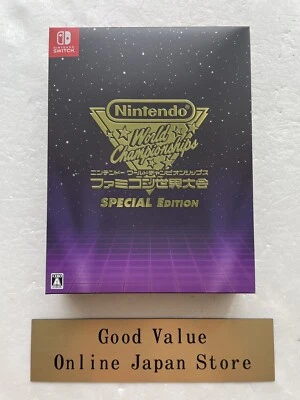 NINTENDO
SWITCH
Nintendo
World
Championships
ニンテンドー ワールドチャンピオンシップス
ファミコン世界大会
SPECIAL EDITION
A
Good Value
Online Japan Store